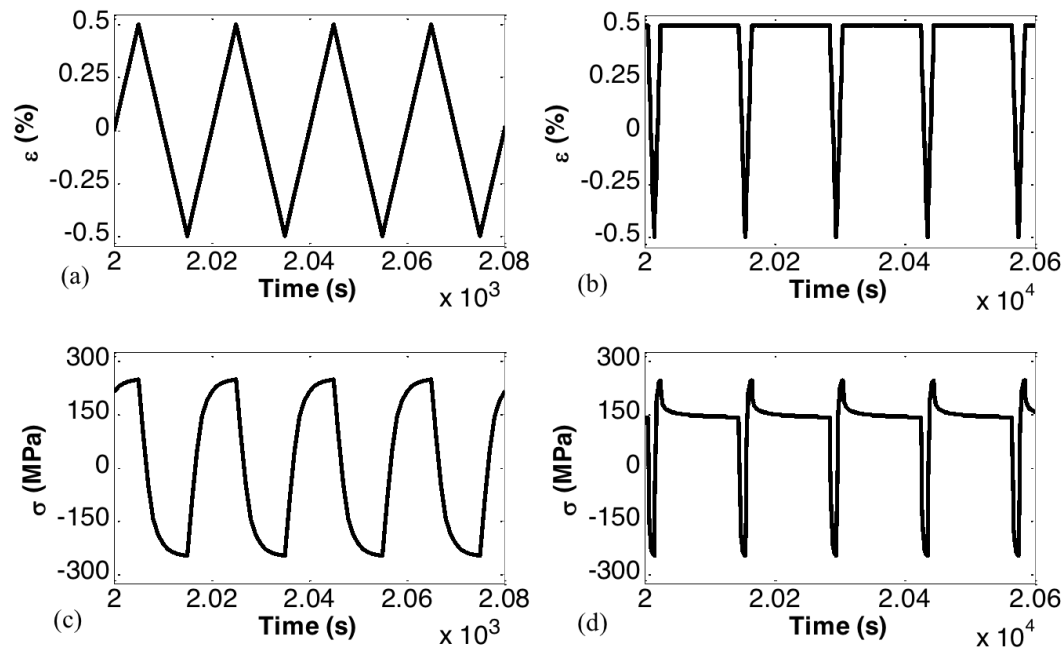 0.5
0.25
0
-0.25
-0.5
ε (%)
2 2.02 2.04 2.06 2.08
Time (s)
x 10³
(a)
0.5
0.25
0
-0.25
-0.5
ε (%)
2 2.02 2.04 2.06
Time (s)
x 10⁴
(b)
300
150
0
-150
-300
σ (MPa)
2 2.02 2.04 2.06 2.08
Time (s)
x 10³
(c)
300
150
0
-150
-300
σ (MPa)
2 2.02 2.04 2.06
Time (s)
x 10⁴
(d)